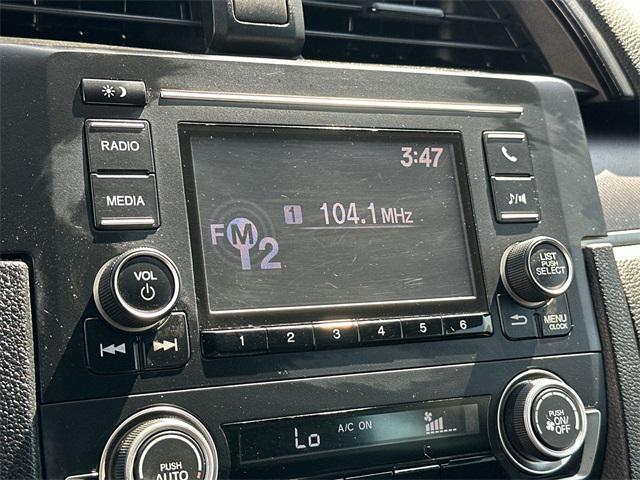 RADIO
MEDIA
VOL
3:47
1 104.1 MHz
FM2
LIST
PUSH
SELECT
MENU
CLOCK
1 2 3 4 5 6
Lo A/C ON
PUSH
AUTO
PUSH
ON/
OFF